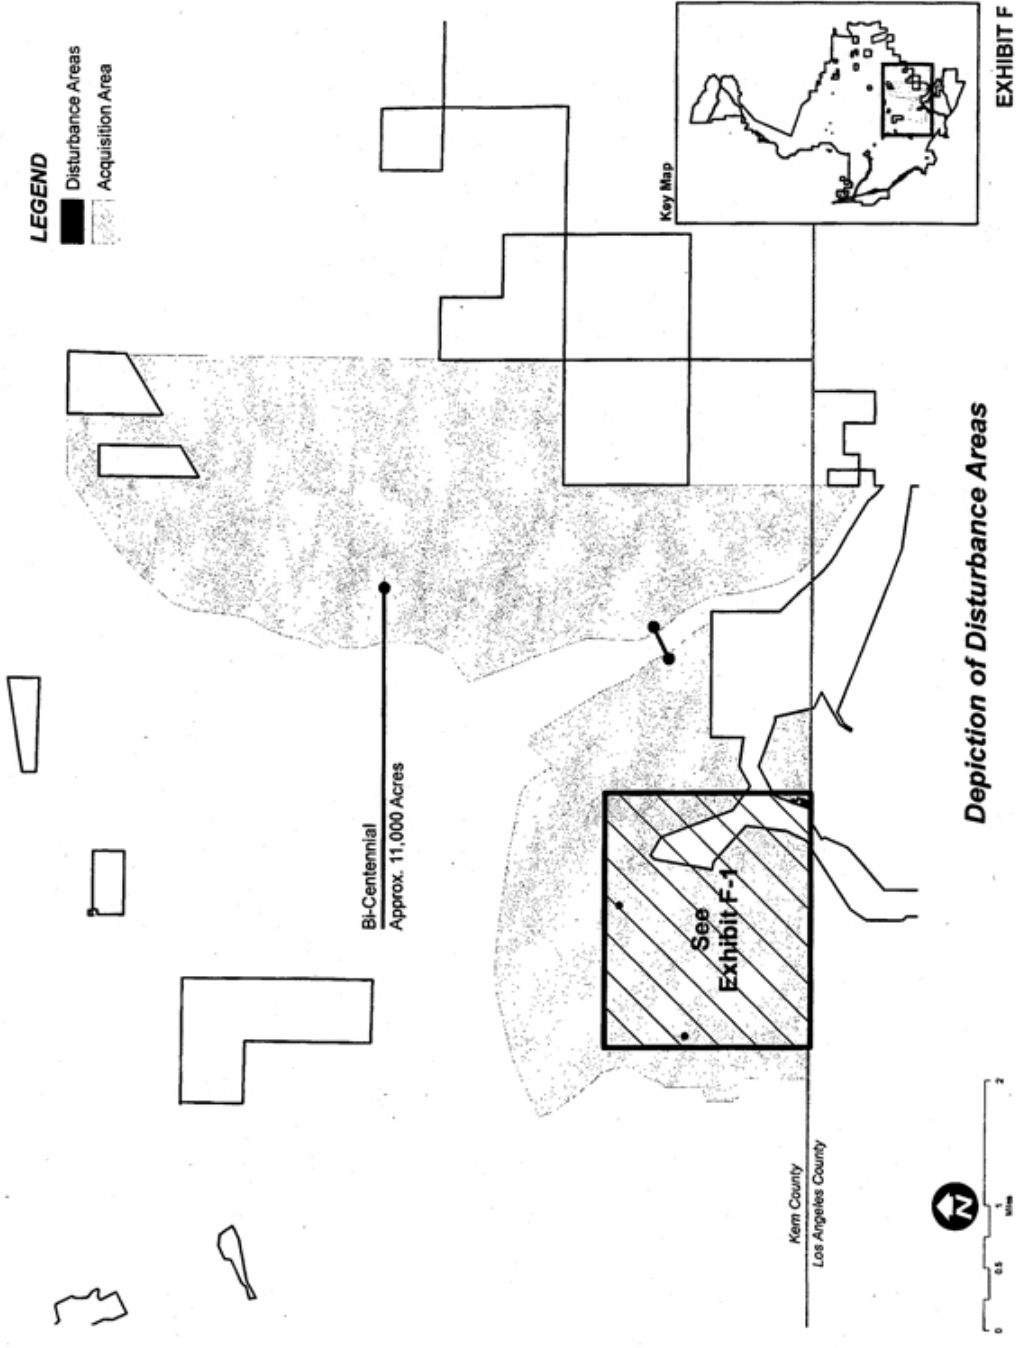 LEGEND
Disturbance Areas
Acquisition Area
Bi-Centennial
Approx. 11,000 Acres
See
Exhibit F-1
Kern County
Los Angeles County
Key Map
N
0 0.5 1 2
Miles
Depiction of Disturbance Areas
EXHIBIT F